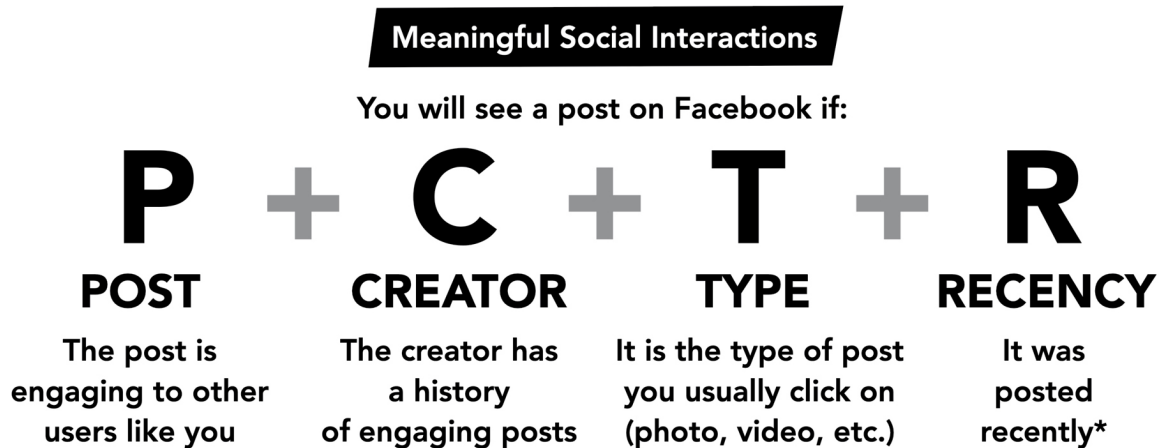 Meaningful Social Interactions
You will see a post on Facebook if:
P + C + T + R
POST
CREATOR
TYPE
RECENCY
The post is
engaging to other
users like you
The creator has
a history
of engaging posts
It is the type of post
you usually click on
(photo, video, etc.)
It was
posted
recently*